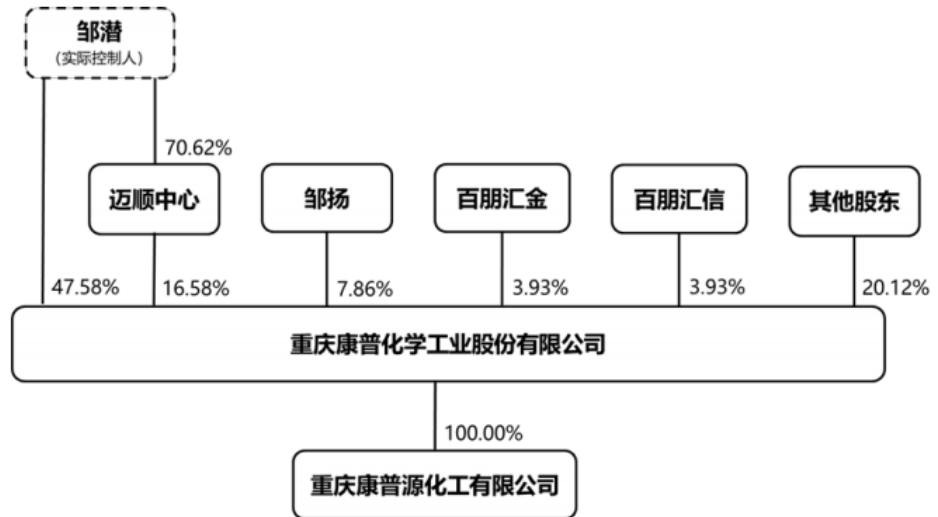 邹潜
(实际控制人)
70.62%
迈顺中心
邹扬
百朋汇金
百朋汇信
其他股东
47.58%
16.58%
7.86%
3.93%
3.93%
20.12%
重庆康普化学工业股份有限公司
100.00%
重庆康普源化工有限公司